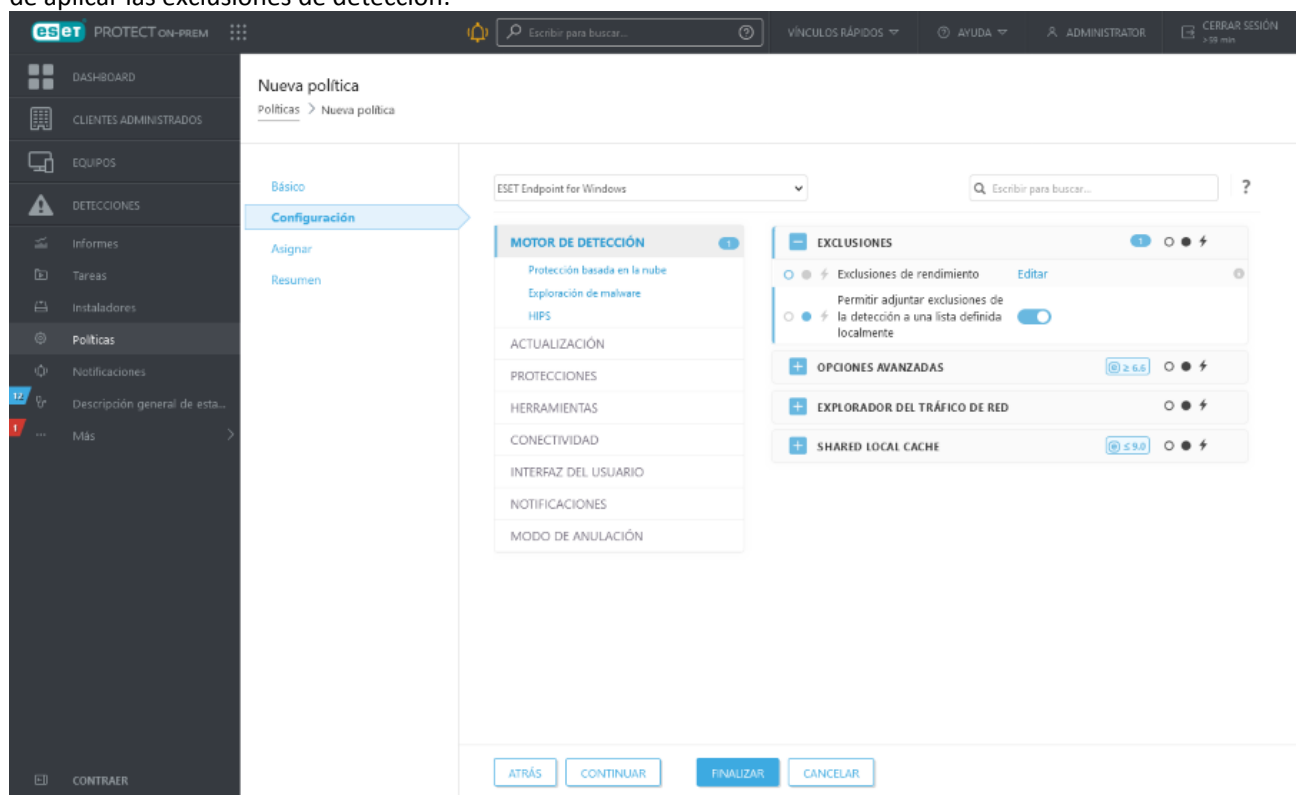 de aplicar las exclusiones de detección.
eset PROTECT ON-PREM
Escribir para buscar...
VÍNCULOS RÁPIDOS
AYUDA
ADMINISTRATOR
CERRAR SESIÓN
>59 min
DASHBOARD
CLIENTES ADMINISTRADOS
EQUIPOS
DETECCIONES
Informes
Tareas
Instaladores
Políticas
Notificaciones
12
Descripción general de esta...
1
Más
CONTRAER
Nueva política
Políticas > Nueva política
Básico
Configuración
Asignar
Resumen
ESET Endpoint for Windows
Escribir para buscar...
?
MOTOR DE DETECCIÓN 1
Protección basada en la nube
Exploración de malware
HIPS
ACTUALIZACIÓN
PROTECCIONES
HERRAMIENTAS
CONECTIVIDAD
INTERFAZ DEL USUARIO
NOTIFICACIONES
MODO DE ANULACIÓN
EXCLUSIONES 1
Exclusiones de rendimiento Editar
Permitir adjuntar exclusiones de
la detección a una lista definida
localmente
OPCIONES AVANZADAS ≥ 6.6
EXPLORADOR DEL TRÁFICO DE RED
SHARED LOCAL CACHE ≤ 9.0
ATRÁS
CONTINUAR
FINALIZAR
CANCELAR